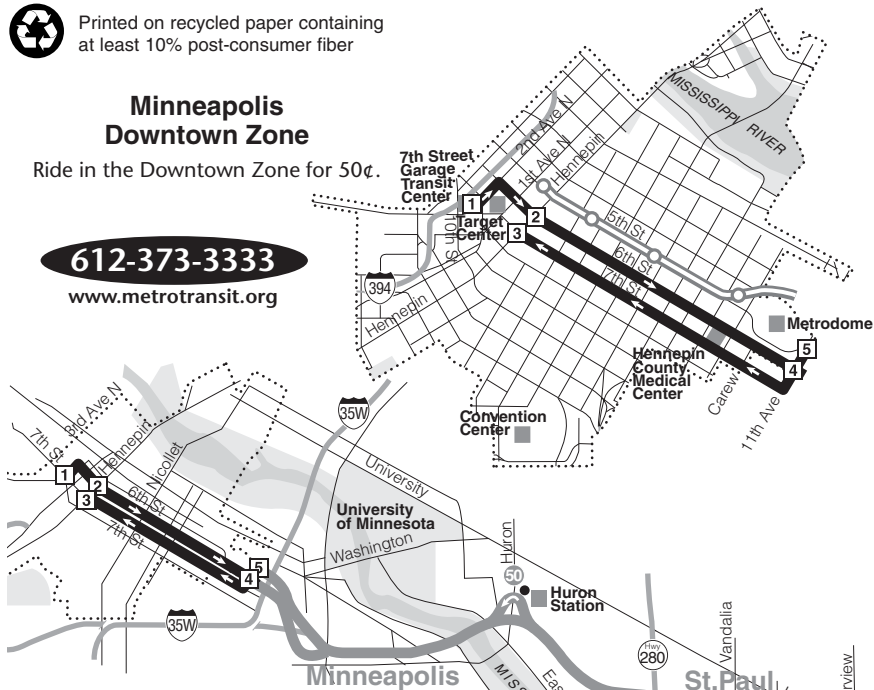 Printed on recycled paper containing
at least 10% post-consumer fiber
Minneapolis
Downtown Zone
Ride in the Downtown Zone for 50¢.
612-373-3333
www.metrotransit.org
MISSISSIPPI RIVER
2nd Ave N
1st Ave N
Hennepin
7th Street
Garage
Transit
Center
1
Target
Center
2
3
10th St
5th St
6th St
7th St
394
Hennepin
Metrodome
5
4
Hennepin
County
Medical
Center
Carew
11th Ave
Convention
Center
35W
3rd Ave N
7th St
Hennepin
Nicollet
1
2
3
6th St
7th St
5
4
University
University
of Minnesota
Washington
Huron
50
Huron
Station
35W
Hwy
280
Vandalia
Minneapolis
St.Paul